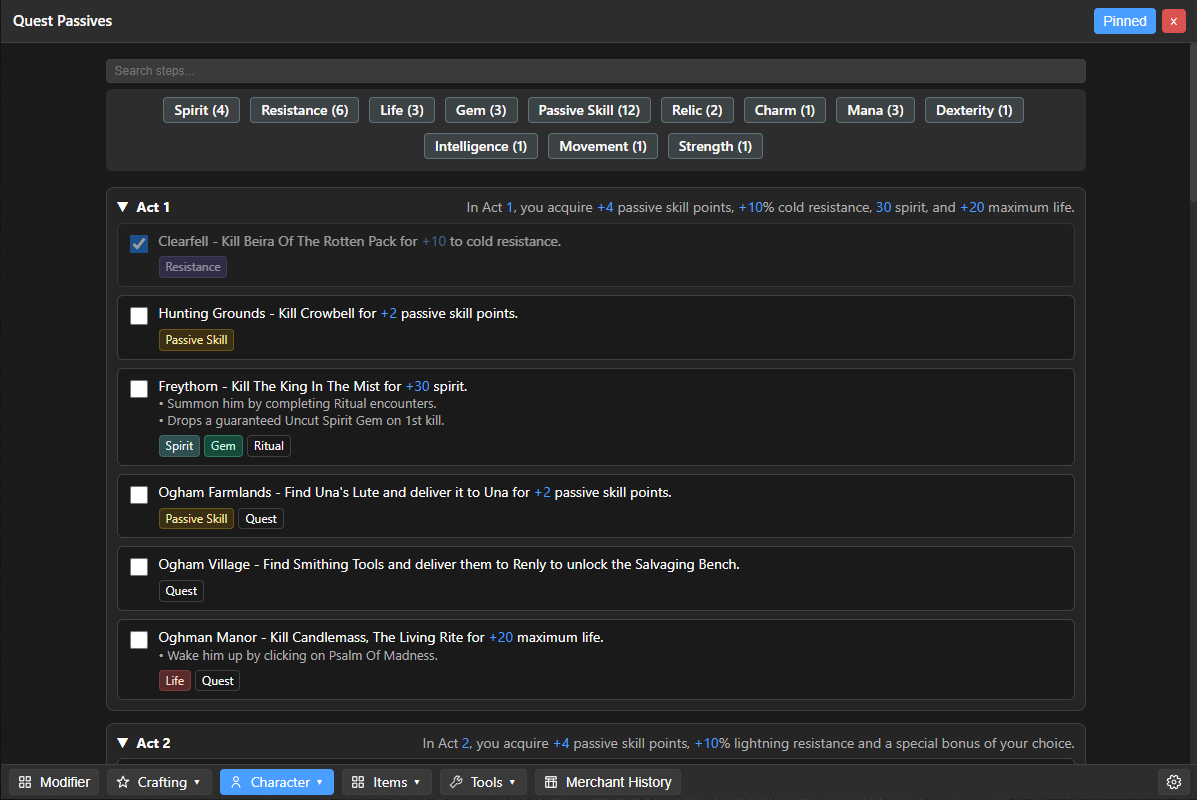 Quest Passives
Pinned
x
Search steps...
Spirit (4)
Resistance (6)
Life (3)
Gem (3)
Passive Skill (12)
Relic (2)
Charm (1)
Mana (3)
Dexterity (1)
Intelligence (1)
Movement (1)
Strength (1)
▼ Act 1
In Act 1, you acquire +4 passive skill points, +10% cold resistance, 30 spirit, and +20 maximum life.
Clearfell - Kill Beira Of The Rotten Pack for +10 to cold resistance.
Resistance
Hunting Grounds - Kill Crowbell for +2 passive skill points.
Passive Skill
Freythorn - Kill The King In The Mist for +30 spirit.
• Summon him by completing Ritual encounters.
• Drops a guaranteed Uncut Spirit Gem on 1st kill.
Spirit Gem Ritual
Ogham Farmlands - Find Una's Lute and deliver it to Una for +2 passive skill points.
Passive Skill Quest
Ogham Village - Find Smithing Tools and deliver them to Renly to unlock the Salvaging Bench.
Quest
Oghman Manor - Kill Candlemass, The Living Rite for +20 maximum life.
• Wake him up by clicking on Psalm Of Madness.
Life Quest
▼ Act 2
In Act 2, you acquire +4 passive skill points, +10% lightning resistance and a special bonus of your choice.
Modifier
Crafting
Character
Items
Tools
Merchant History